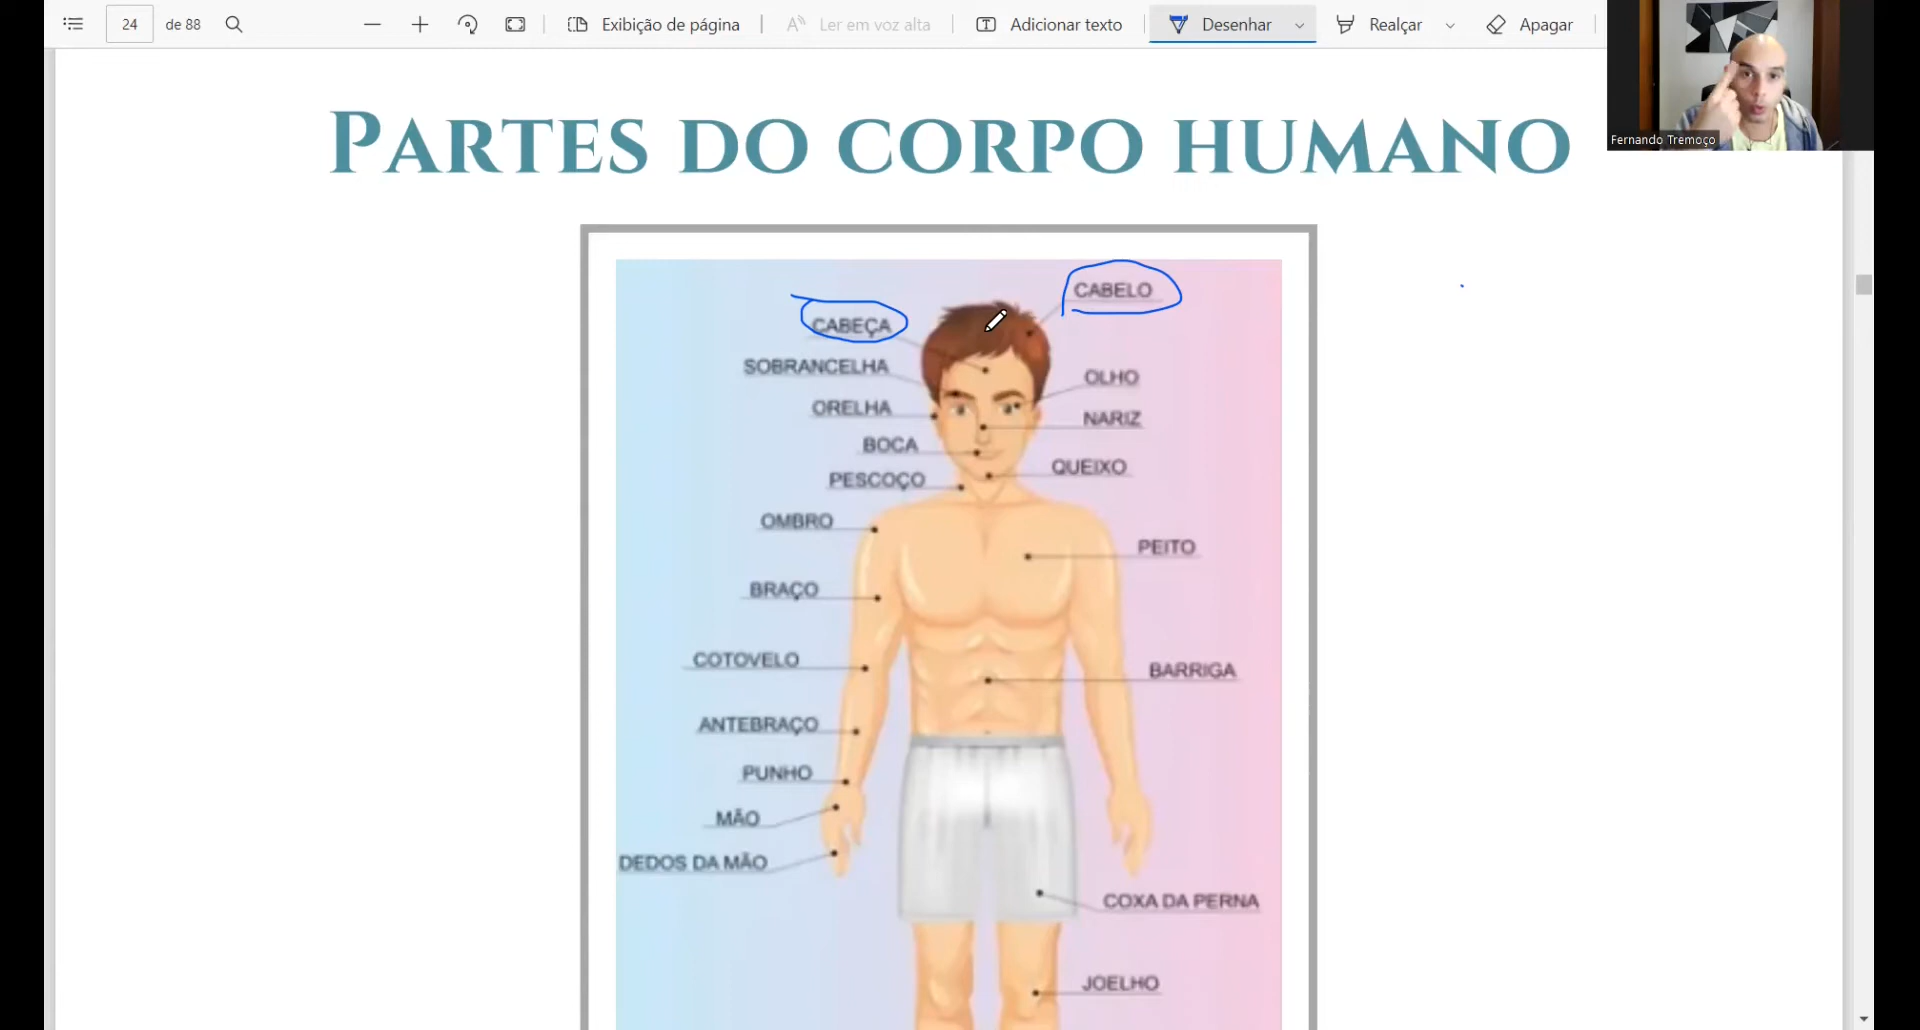 24 de 88 Exibição de página Ler em voz alta Adicionar texto Desenhar Realçar Apagar
Fernando Tremoço
PARTES DO CORPO HUMANO
CABELO
CABEÇA
SOBRANCELHA
OLHO
ORELHA
NARIZ
BOCA
QUEIXO
PESCOÇO
OMBRO
PEITO
BRAÇO
COTOVELO
BARRIGA
ANTEBRAÇO
PUNHO
MÃO
DEDOS DA MÃO
COXA DA PERNA
JOELHO